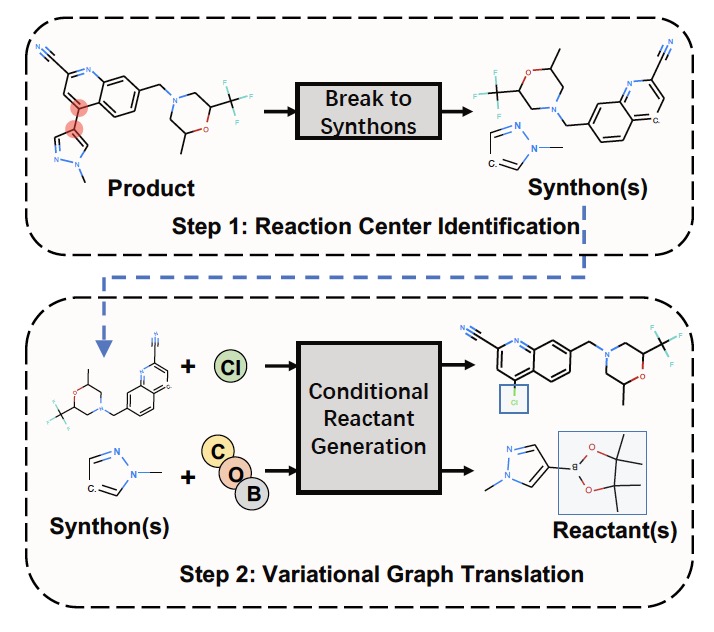 Product
Break to
Synthons
Synthon(s)
Step 1: Reaction Center Identification
+ Cl
Conditional
Reactant
Generation
+ C
O
B
Synthon(s)
Reactant(s)
Step 2: Variational Graph Translation